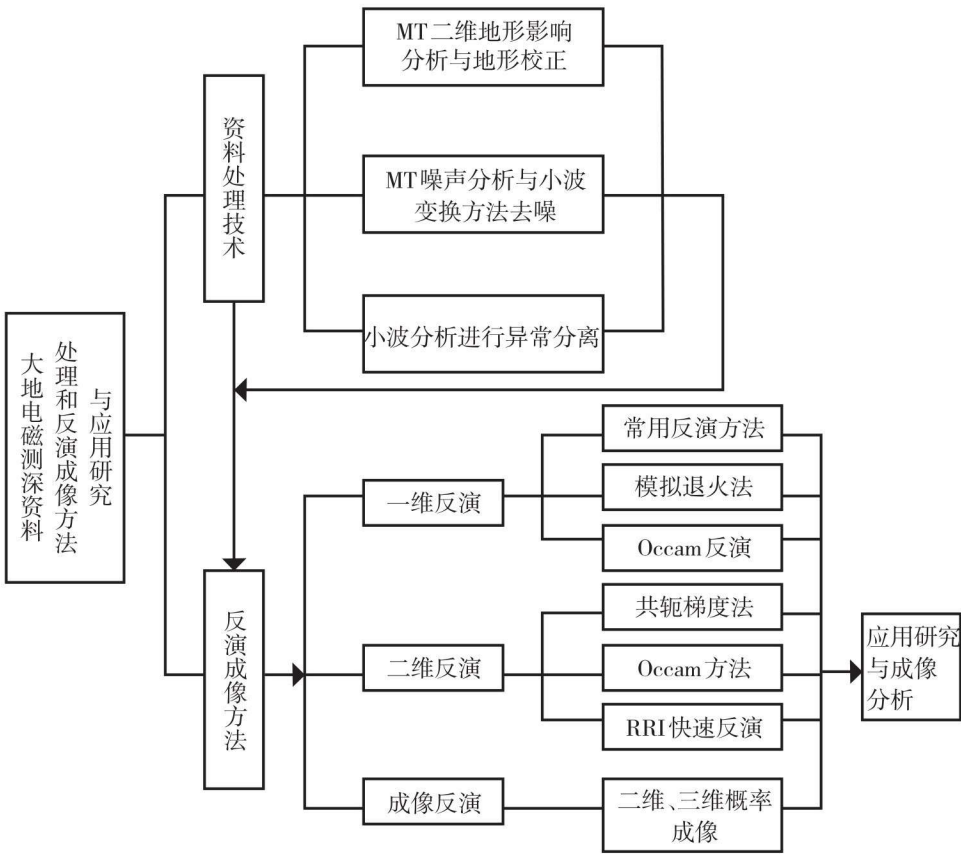 MT二维地形影响
分析与地形校正
资料处理技术
MT噪声分析与小波
变换方法去噪
小波分析进行异常分离
大地电磁测深资料
处理和反演成像方法
与应用研究
反演成像方法
一维反演
常用反演方法
模拟退火法
Occam反演
二维反演
共轭梯度法
Occam方法
RRI快速反演
成像反演
二维、三维概率
成像
应用研究
与成像
分析